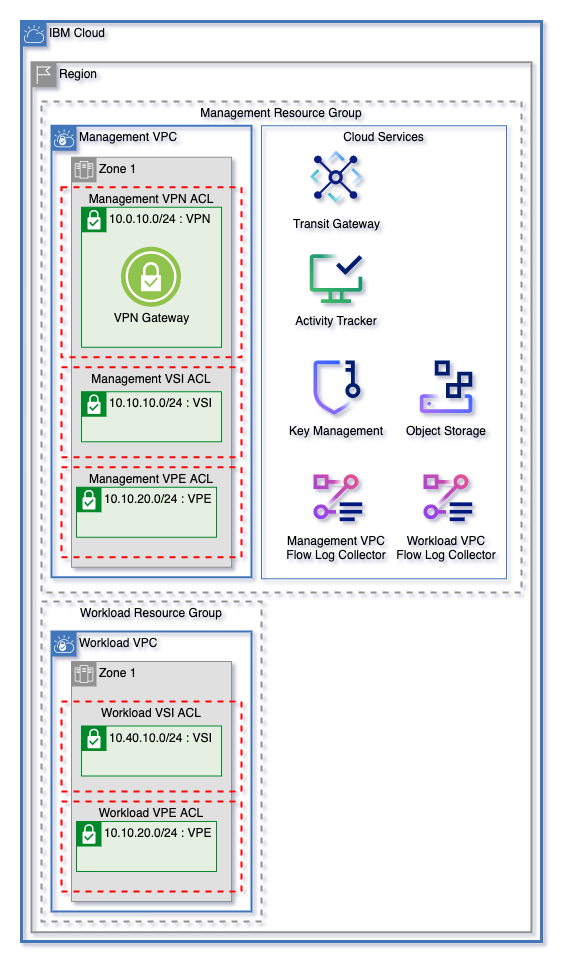 IBM Cloud
Region
Management Resource Group
Management VPC
Zone 1
Management VPN ACL
10.0.10.0/24 : VPN
VPN Gateway
Management VSI ACL
10.10.10.0/24 : VSI
Management VPE ACL
10.10.20.0/24 : VPE
Cloud Services
Transit Gateway
Activity Tracker
Key Management
Object Storage
Management VPC
Flow Log Collector
Workload VPC
Flow Log Collector
Workload Resource Group
Workload VPC
Zone 1
Workload VSI ACL
10.40.10.0/24 : VSI
Workload VPE ACL
10.10.20.0/24 : VPE